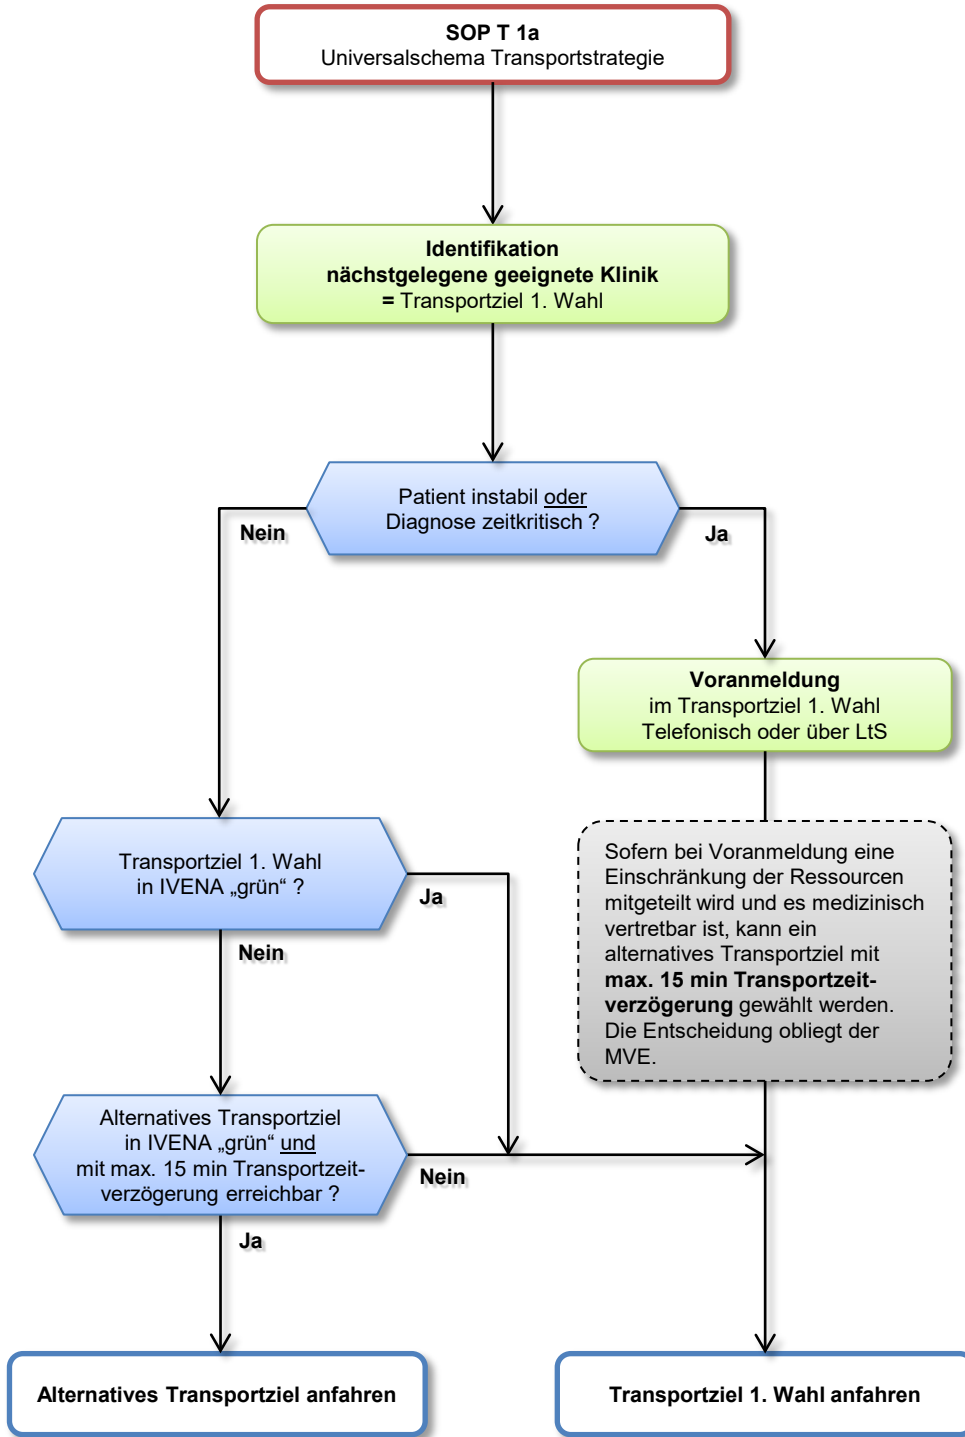 SOP T 1a
Universalschema Transportstrategie
Identifikation
nächstgelegene geeignete Klinik
= Transportziel 1. Wahl
Patient instabil oder
Diagnose zeitkritisch ?
Nein
Ja
Voranmeldung
im Transportziel 1. Wahl
Telefonisch oder über LtS
Transportziel 1. Wahl
in IVENA „grün“ ?
Ja
Nein
Sofern bei Voranmeldung eine
Einschränkung der Ressourcen
mitgeteilt wird und es medizinisch
vertretbar ist, kann ein
alternatives Transportziel mit
max. 15 min Transportzeit-
verzögerung gewählt werden.
Die Entscheidung obliegt der
MVE.
Alternatives Transportziel
in IVENA „grün“ und
mit max. 15 min Transportzeit-
verzögerung erreichbar ?
Nein
Ja
Alternatives Transportziel anfahren
Transportziel 1. Wahl anfahren